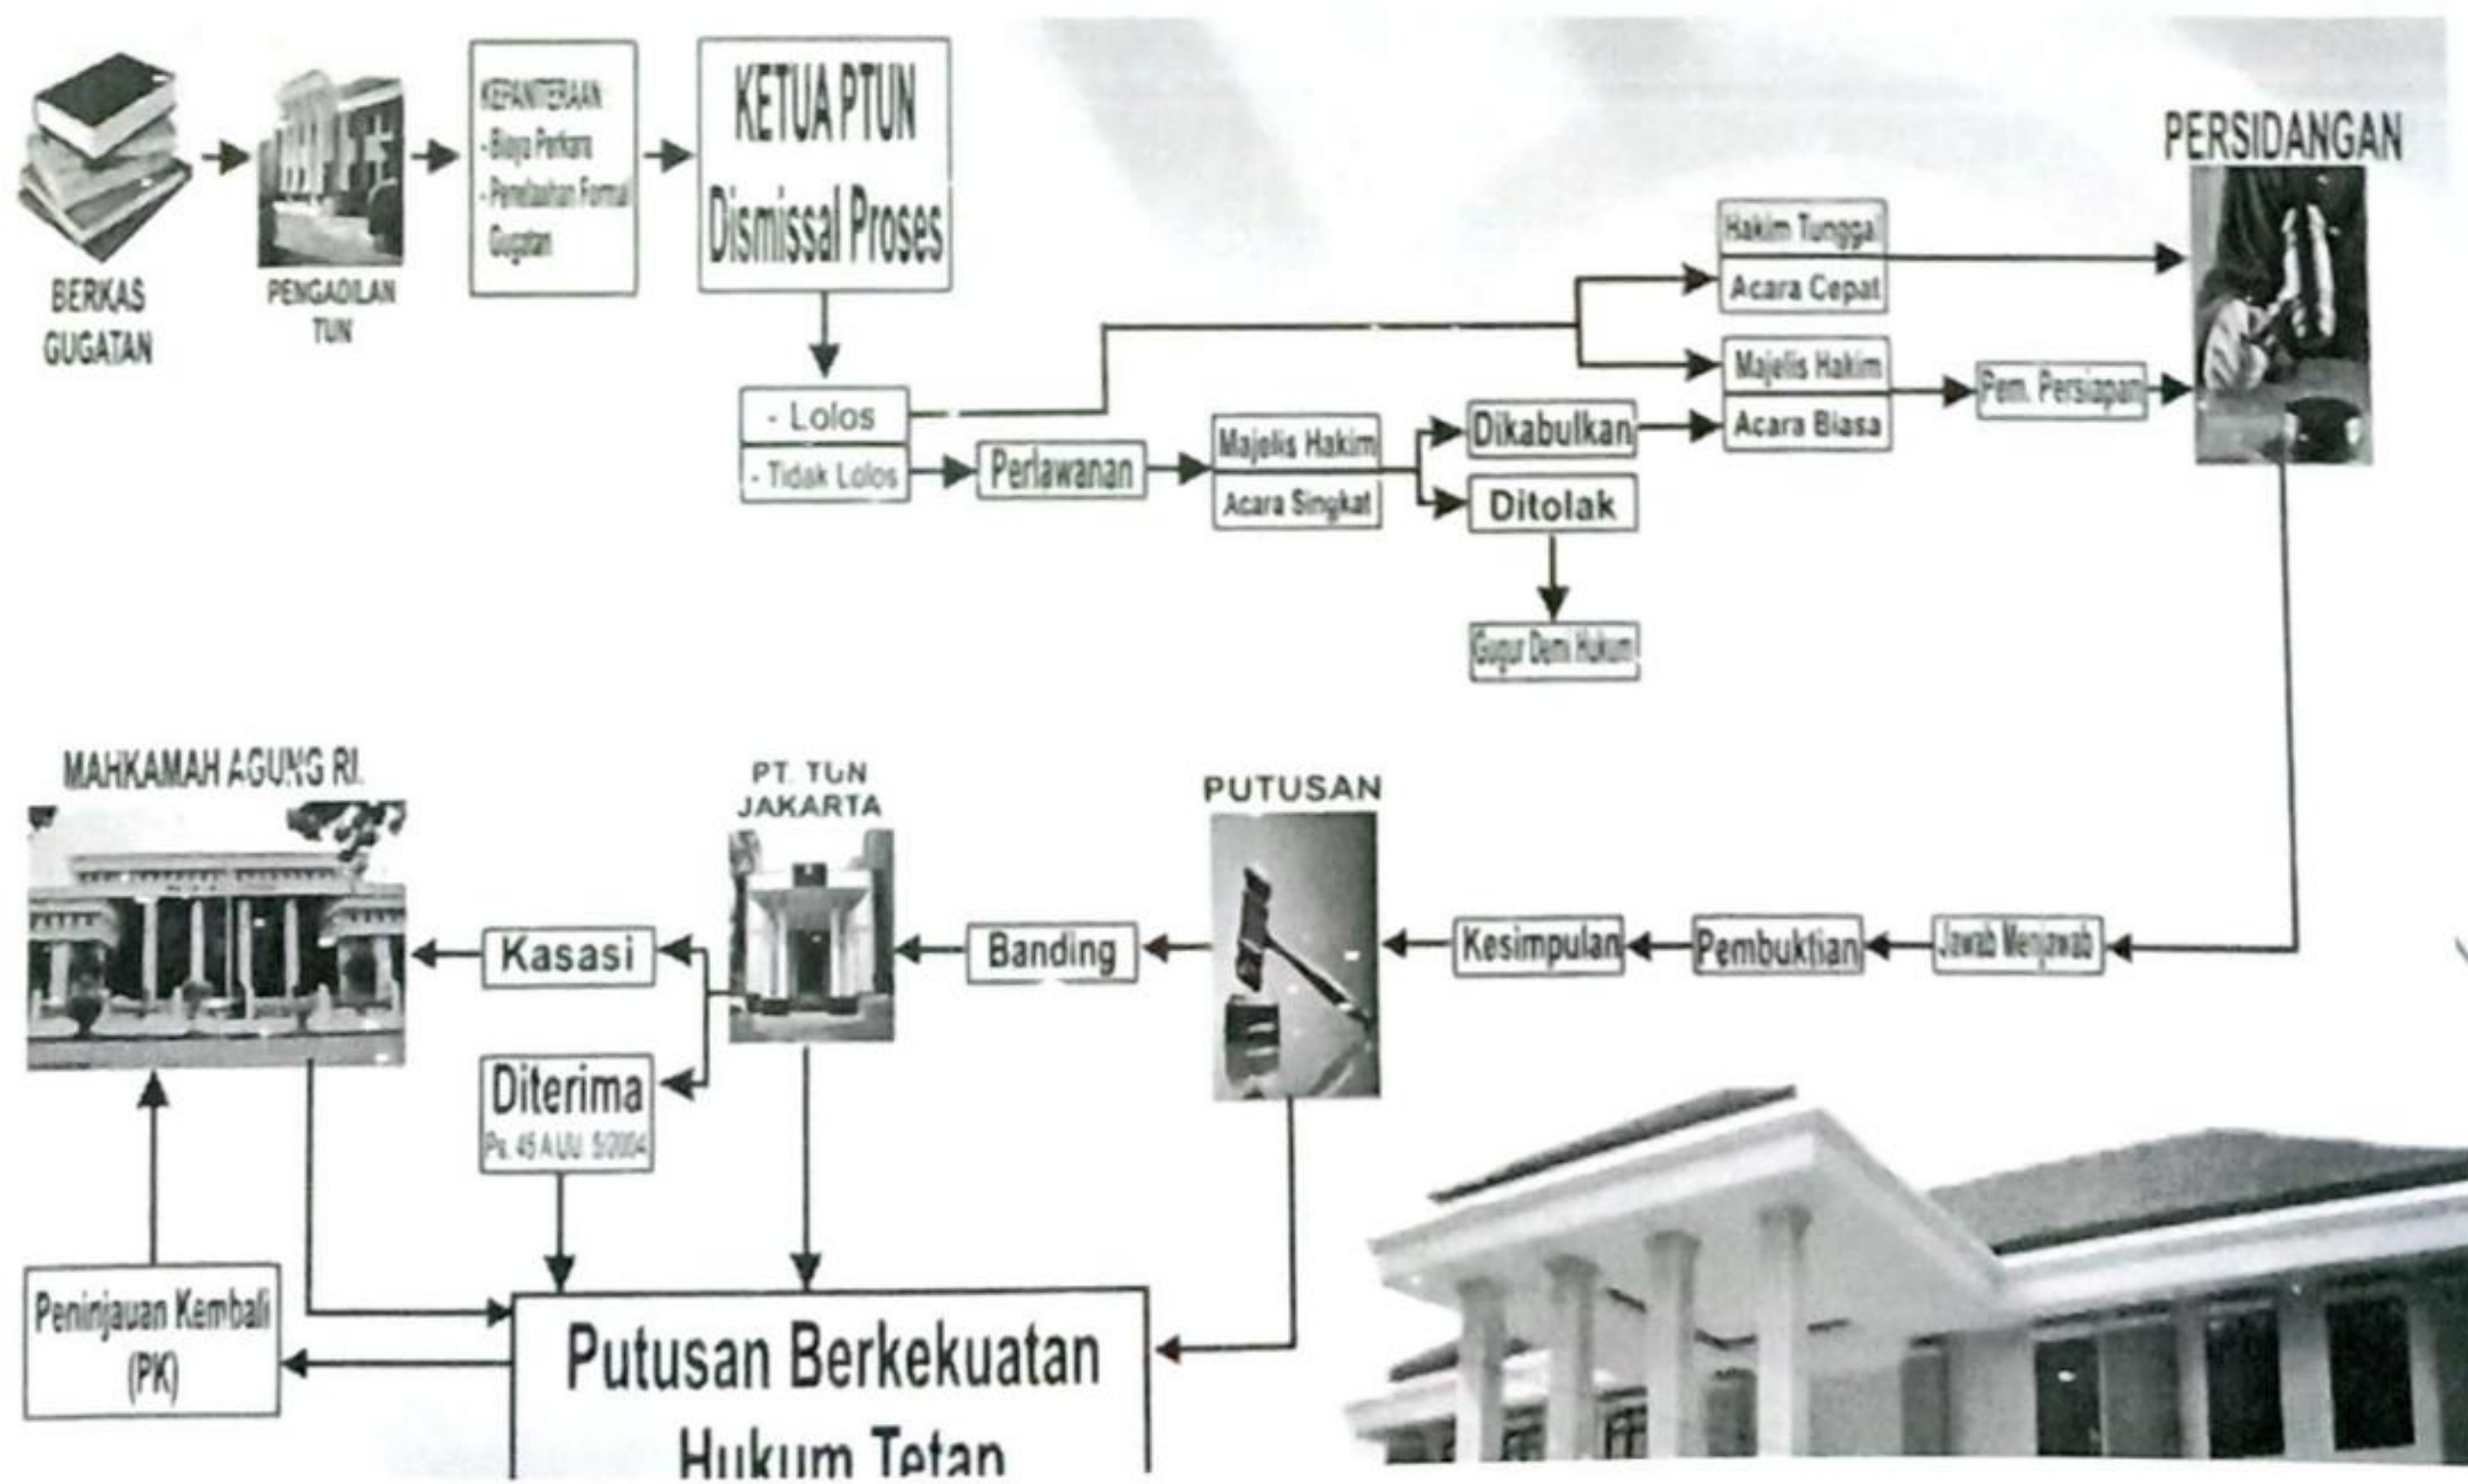 BERKAS
GUGATAN
PENGADILAN
TUN
KEPANITERAAN
- Biaya Perkara
- Penelaahan Formal
Gugatan
KETUA PTUN
Dismissal Proses
- Lolos
- Tidak Lolos
Perlawanan
Majelis Hakim
Acara Singkat
Dikabulkan
Ditolak
Gugur Demi Hukum
Hakim Tunggal
Acara Cepat
Majelis Hakim
Acara Biasa
Pem. Persiapan
PERSIDANGAN
Jawab Menjawab
Pembuktian
Kesimpulan
PUTUSAN
Banding
PT. TUN
JAKARTA
Kasasi
Diterima
Ps. 45 A UU. 5/2004
MAHKAMAH AGUNG RI.
Peninjauan Kembali
(PK)
Putusan Berkekuatan
Hukum Tetap